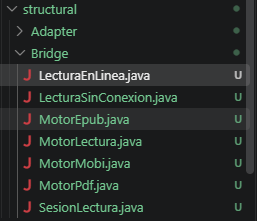 structural
Adapter
Bridge
LecturaEnLinea.java U
LecturaSinConexion.java U
MotorEpub.java U
MotorLectura.java U
MotorMobi.java U
MotorPdf.java U
SesionLectura.java U